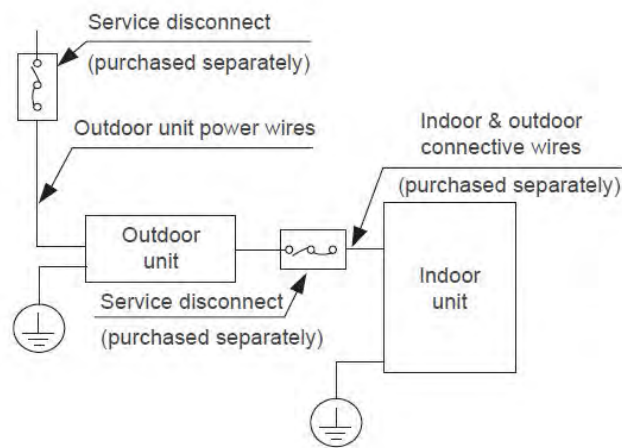 Service disconnect
(purchased separately)
Outdoor unit power wires
Indoor & outdoor
connective wires
(purchased separately)
Outdoor
unit
Indoor
unit
Service disconnect
(purchased separately)